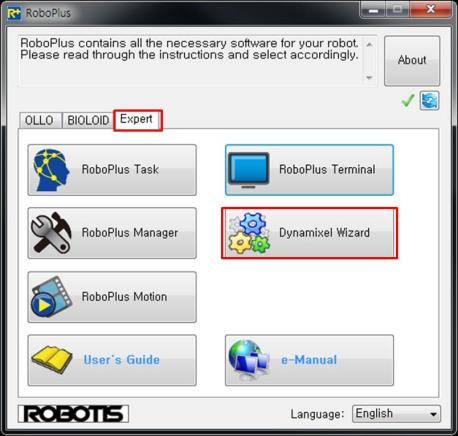 RoboPlus
RoboPlus contains all the necessary software for your robot.
Please read through the instructions and select accordingly.
About
OLLO BIOLOID Expert
RoboPlus Task
RoboPlus Terminal
RoboPlus Manager
Dynamixel Wizard
RoboPlus Motion
User's Guide
e-Manual
ROBOTIS
Language: English